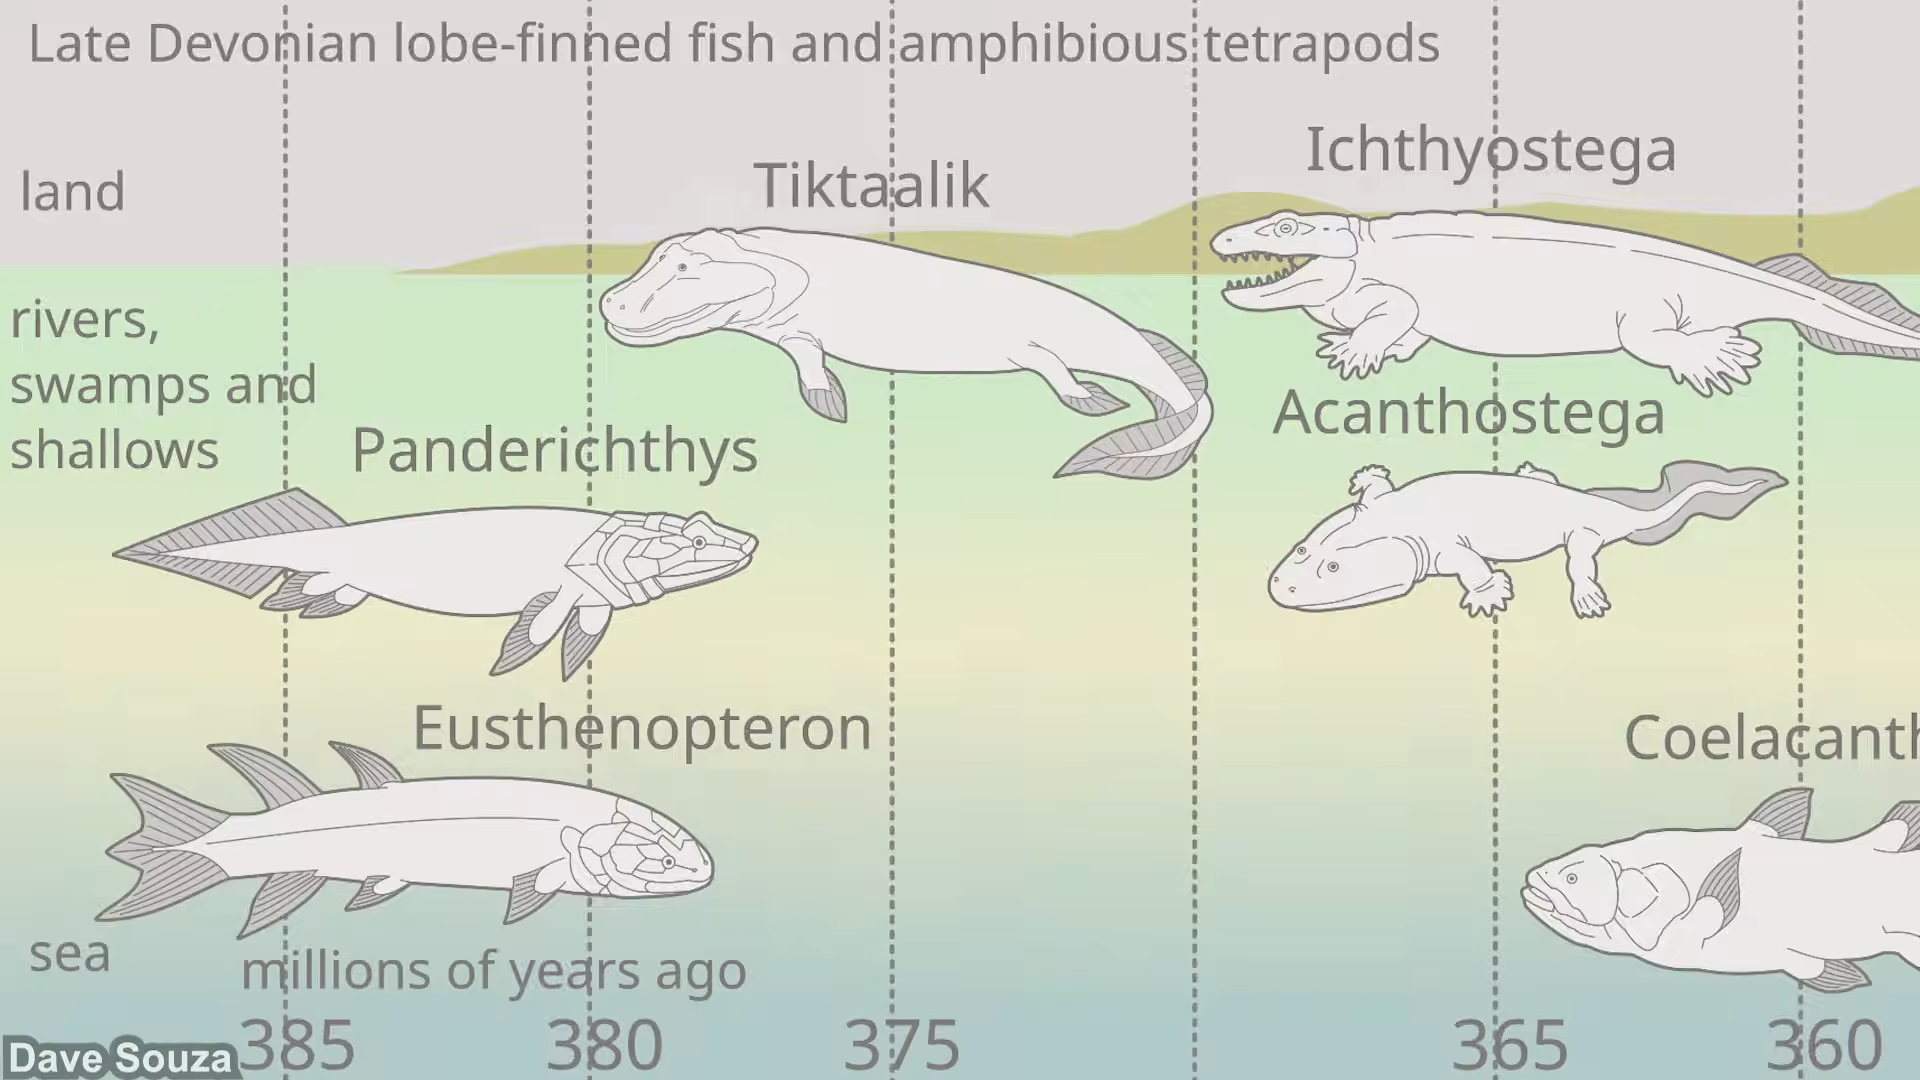 Late Devonian lobe-finned fish and amphibious tetrapods
Ichthyostega
Tiktaalik
land
rivers,
swamps and
shallows
Acanthostega
Panderichthys
Eusthenopteron
Coelacanth
sea
millions of years ago
385 380 375 365 360
Dave Souza